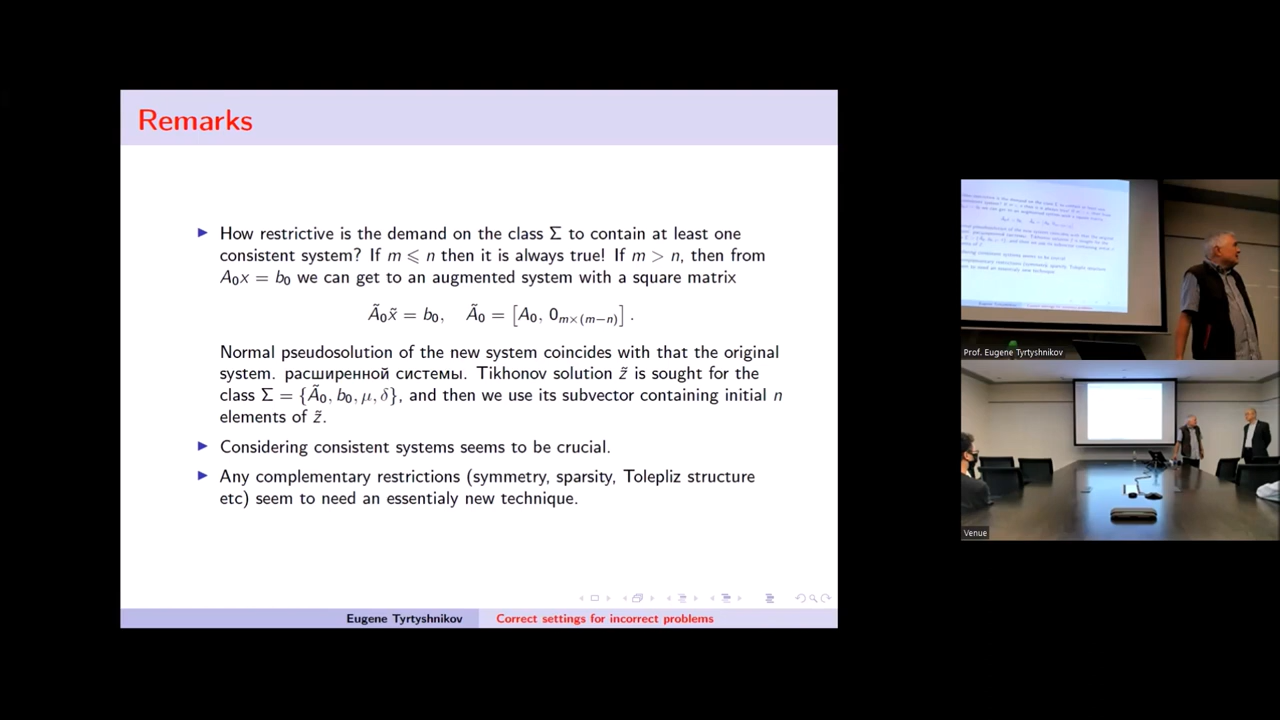 Remarks
► How restrictive is the demand on the class Σ to contain at least one
consistent system? If m ⩽ n then it is always true! If m > n, then from
A₀x = b₀ we can get to an augmented system with a square matrix
Ã₀x̃ = b₀, Ã₀ = [A₀, 0ₘₓ₍ₘ₋ₙ₎] .
Normal pseudosolution of the new system coincides with that the original
system. расширенной системы. Tikhonov solution z̃ is sought for the
class Σ = {Ã₀, b₀, μ, δ}, and then we use its subvector containing initial n
elements of z̃.
► Considering consistent systems seems to be crucial.
► Any complementary restrictions (symmetry, sparsity, Tolepliz structure
etc) seem to need an essentialy new technique.
Eugene Tyrtyshnikov
Correct settings for incorrect problems
Prof. Eugene Tyrtyshnikov
Venue